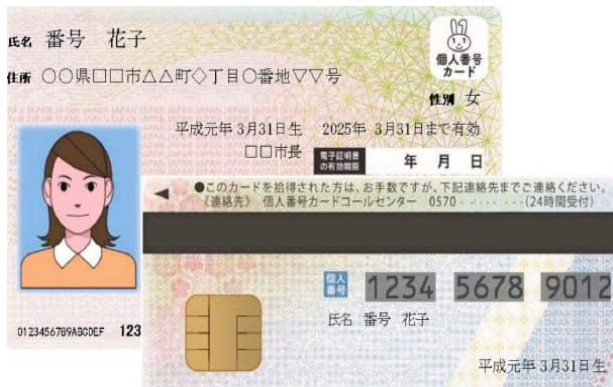 氏名 番号 花子
個人番号
カード
住所 ○○県□□市△△町◇丁目○番地▽▽号
性別 女
平成元年 3月31日生 2025年 3月31日まで有効
□□市長
電子証明書
の有効期限
年 月 日
0123456789ABCDEF 123
●このカードを拾得された方は、お手数ですが、下記連絡先までご連絡ください。
《連絡先》 個人番号カードコールセンター 0570 - ・・・ - ・・・ (24時間受付)
個人
番号
1234 5678 9012
氏名 番号 花子
平成元年 3月31日生